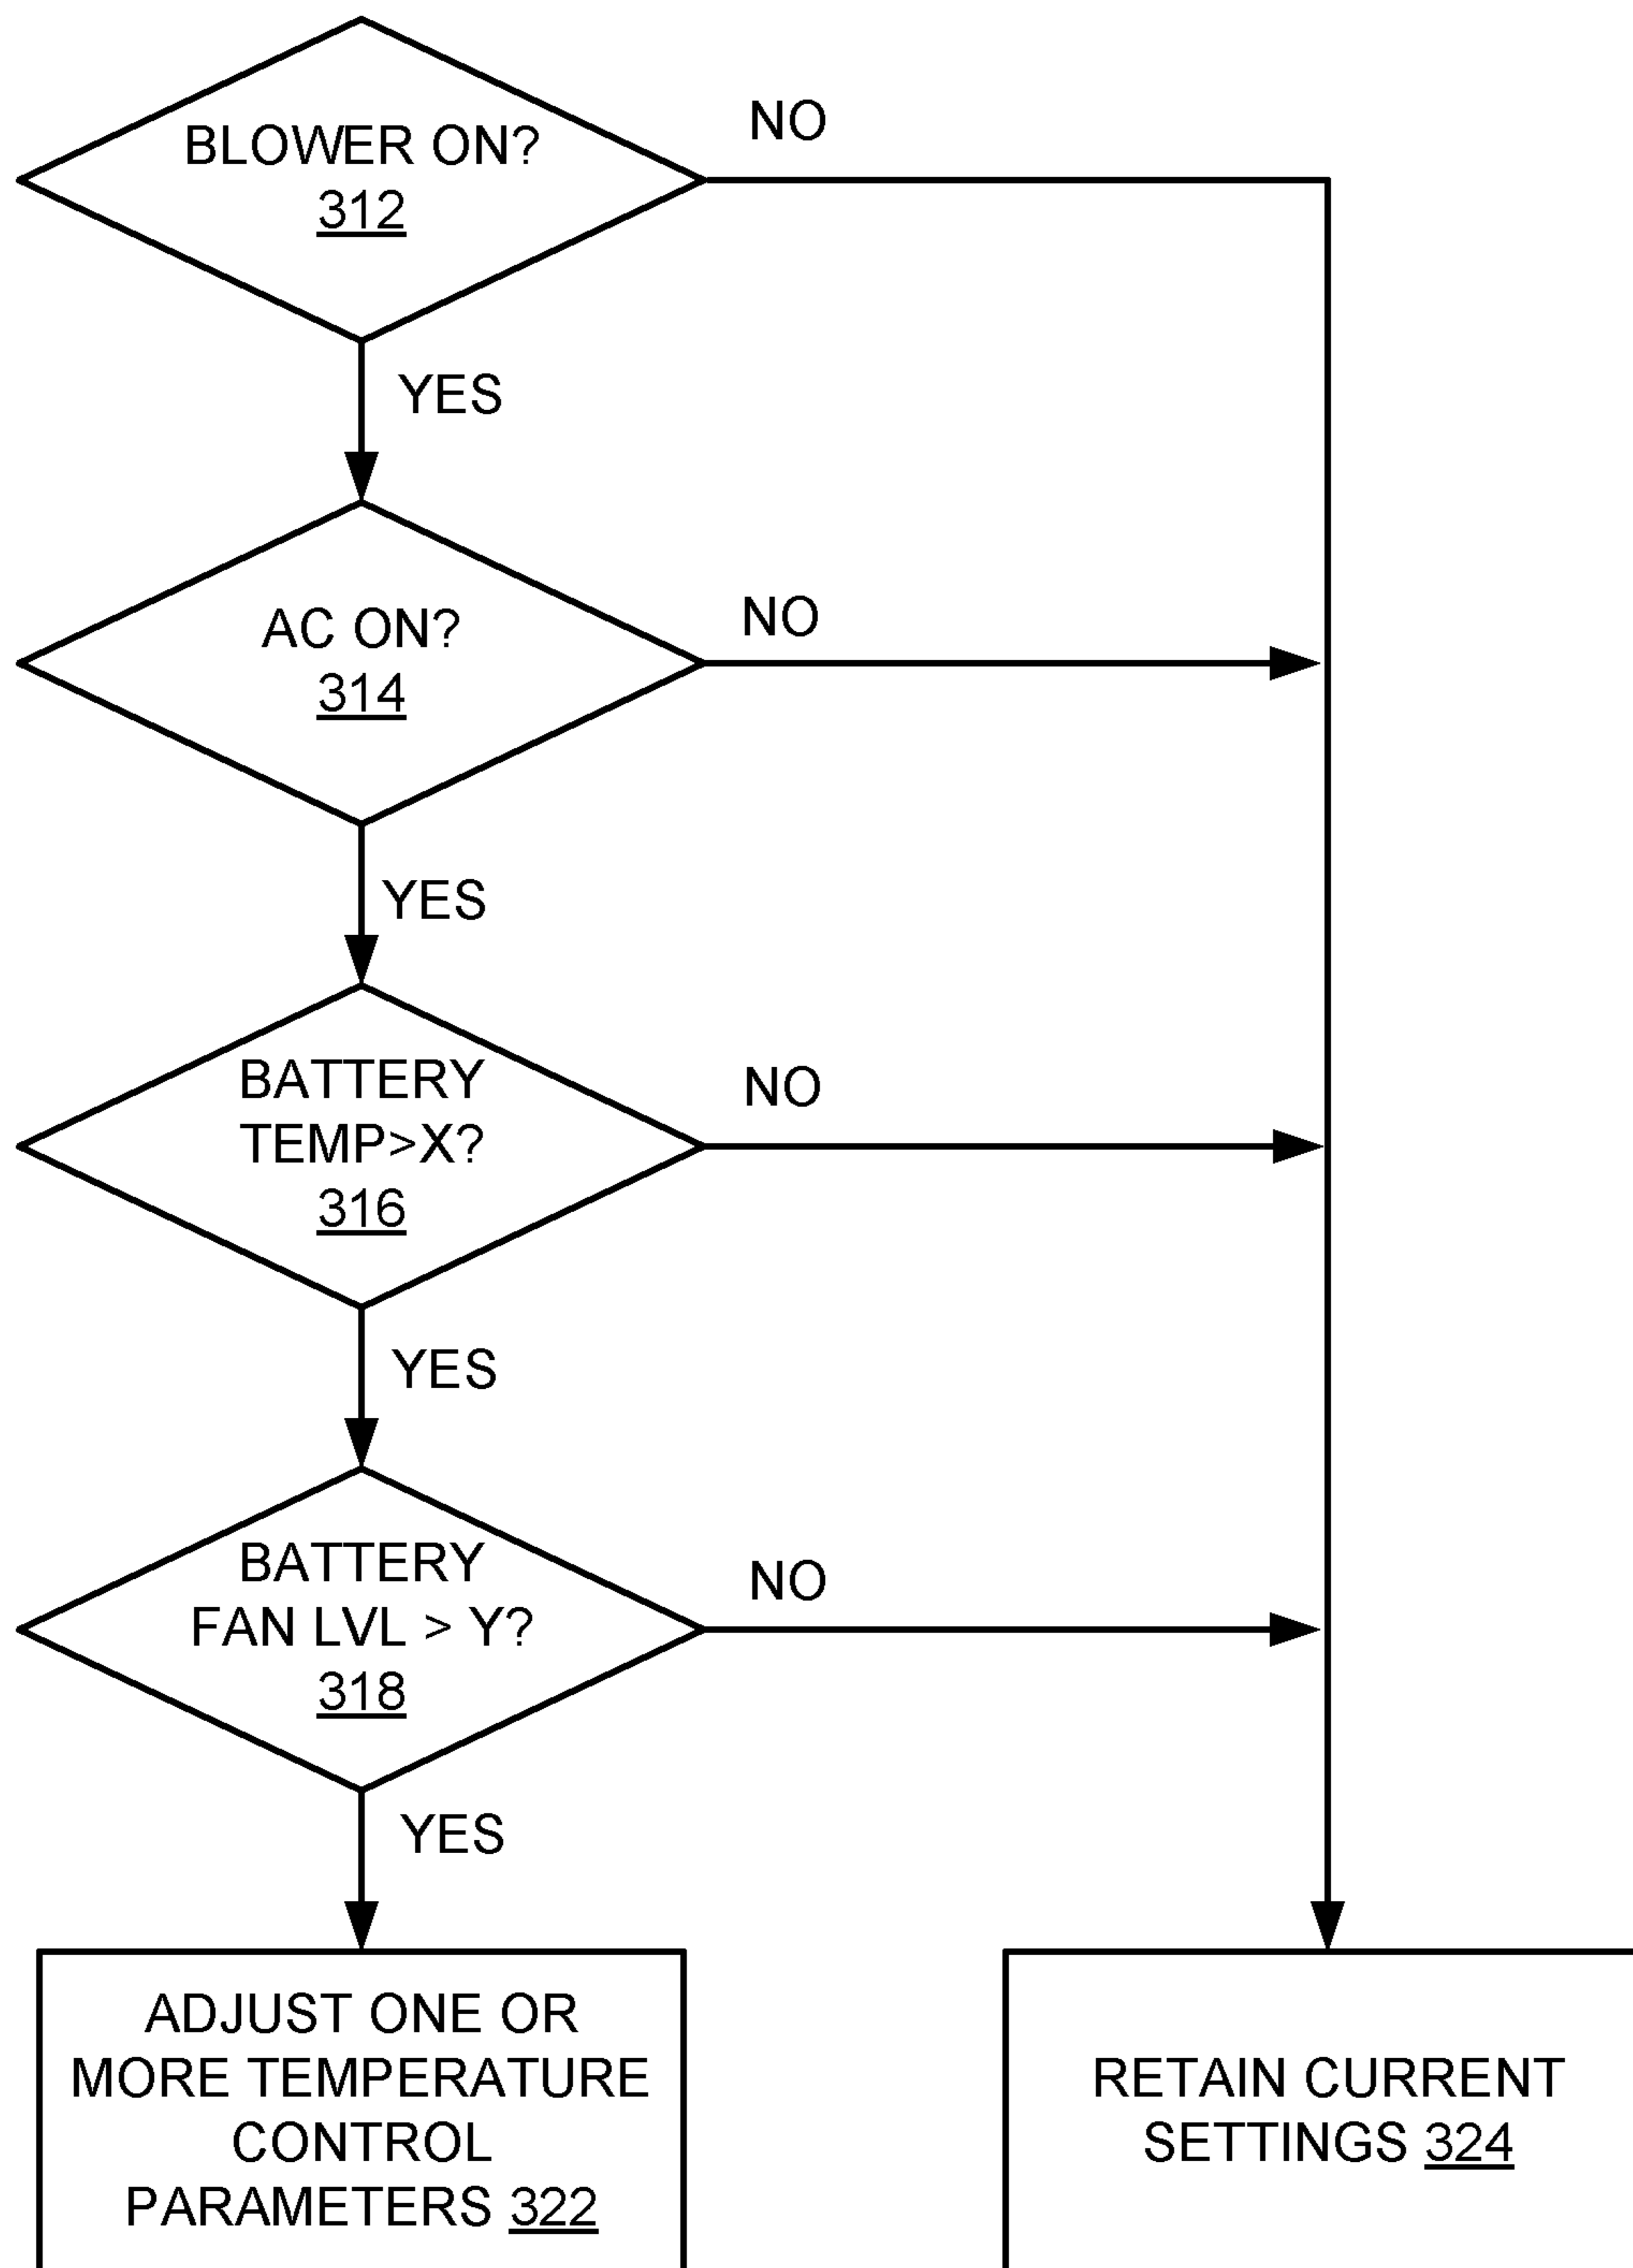 BLOWER ON?
312
NO
YES
AC ON?
314
NO
YES
BATTERY
TEMP>X?
316
NO
YES
BATTERY
FAN LVL > Y?
318
NO
YES
ADJUST ONE OR
MORE TEMPERATURE
CONTROL
PARAMETERS 322
RETAIN CURRENT
SETTINGS 324